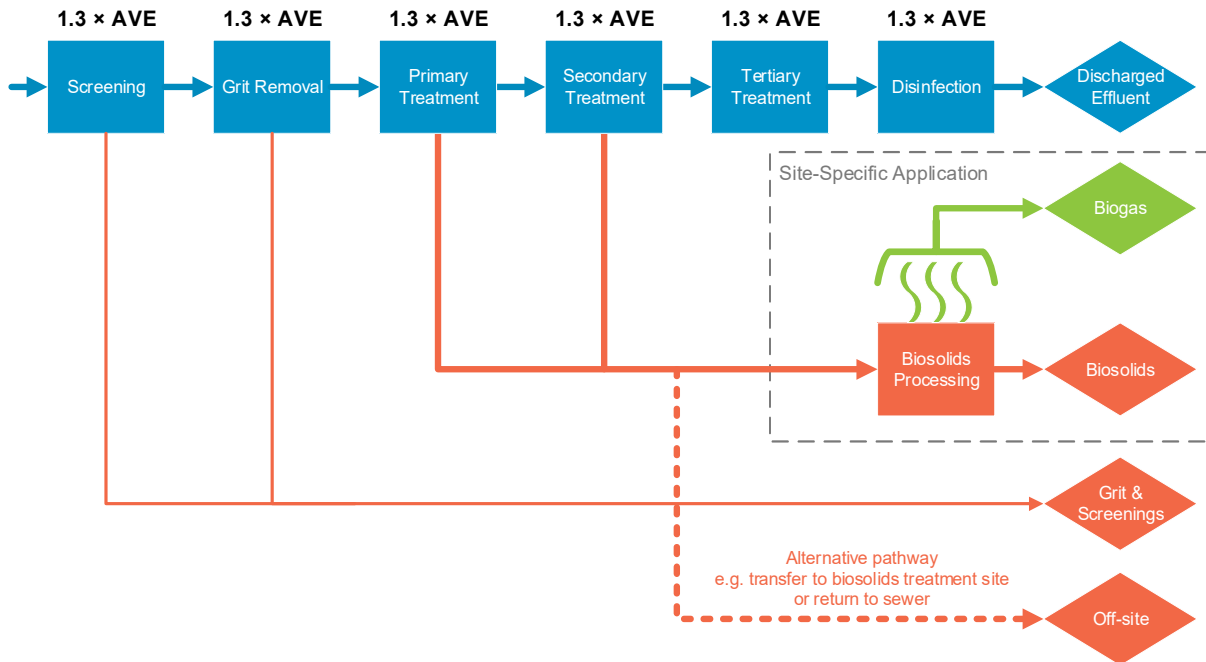 1.3 × AVE
1.3 × AVE
1.3 × AVE
1.3 × AVE
1.3 × AVE
1.3 × AVE
Screening
Grit Removal
Primary
Treatment
Secondary
Treatment
Tertiary
Treatment
Disinfection
Discharged
Effluent
Site-Specific Application
Biogas
Biosolids
Processing
Biosolids
Grit &
Screenings
Alternative pathway
e.g. transfer to biosolids treatment site
or return to sewer
Off-site